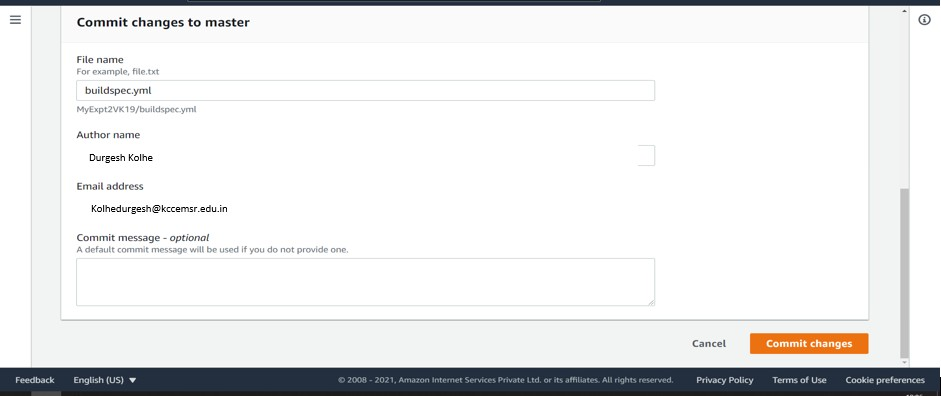 Commit changes to master
File name
For example, file.txt
buildspec.yml
MyExpt2VK19/buildspec.yml
Author name
Durgesh Kolhe
Email address
Kolhedurgesh@kccemsr.edu.in
Commit message - optional
A default commit message will be used if you do not provide one.
Cancel
Commit changes
Feedback
English (US) ▼
© 2008 - 2021, Amazon Internet Services Private Ltd. or its affiliates. All rights reserved.
Privacy Policy
Terms of Use
Cookie preferences